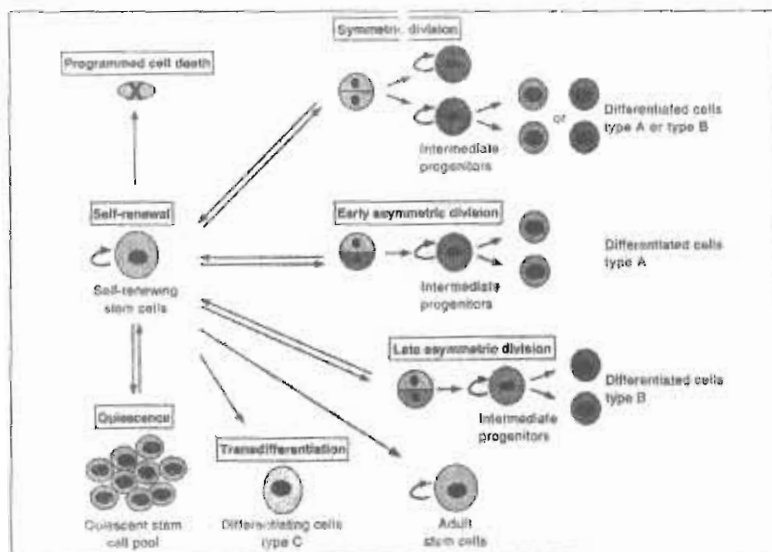 Symmetric division
Programmed cell death
or
Differentiated cells
type A or type B
Intermediate
progenitors
Self-renewal
Early asymmetric division
Differentiated cells
type A
Self-renewing
stem cells
Intermediate
progenitors
Late asymmetric division
Differentiated cells
type B
Quiescence
Intermediate
progenitors
Transdifferentiation
Quiescent stem
cell pool
Differentiating cells
type C
Adult
stem cells